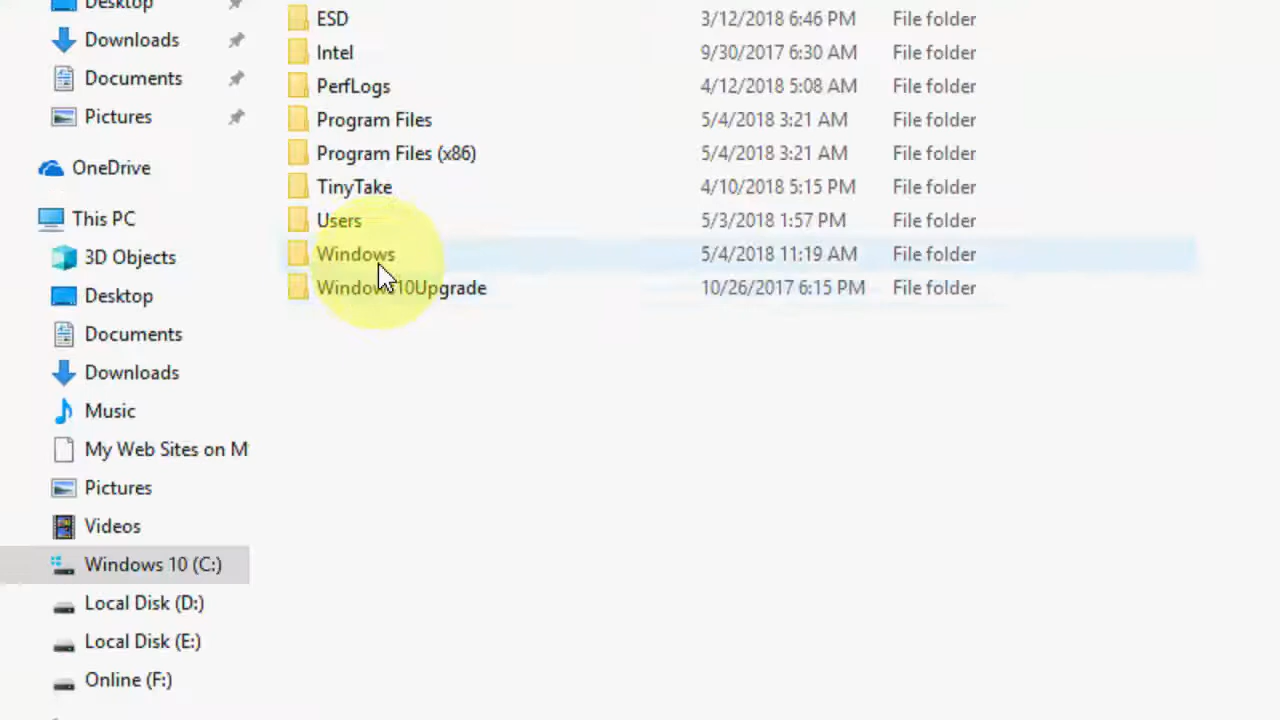 Desktop
Downloads
Documents
Pictures
OneDrive
This PC
3D Objects
Desktop
Documents
Downloads
Music
My Web Sites on M
Pictures
Videos
Windows 10 (C:)
Local Disk (D:)
Local Disk (E:)
Online (F:)
ESD 3/12/2018 6:46 PM File folder
Intel 9/30/2017 6:30 AM File folder
PerfLogs 4/12/2018 5:08 AM File folder
Program Files 5/4/2018 3:21 AM File folder
Program Files (x86) 5/4/2018 3:21 AM File folder
TinyTake 4/10/2018 5:15 PM File folder
Users 5/3/2018 1:57 PM File folder
Windows 5/4/2018 11:19 AM File folder
Windows10Upgrade 10/26/2017 6:15 PM File folder